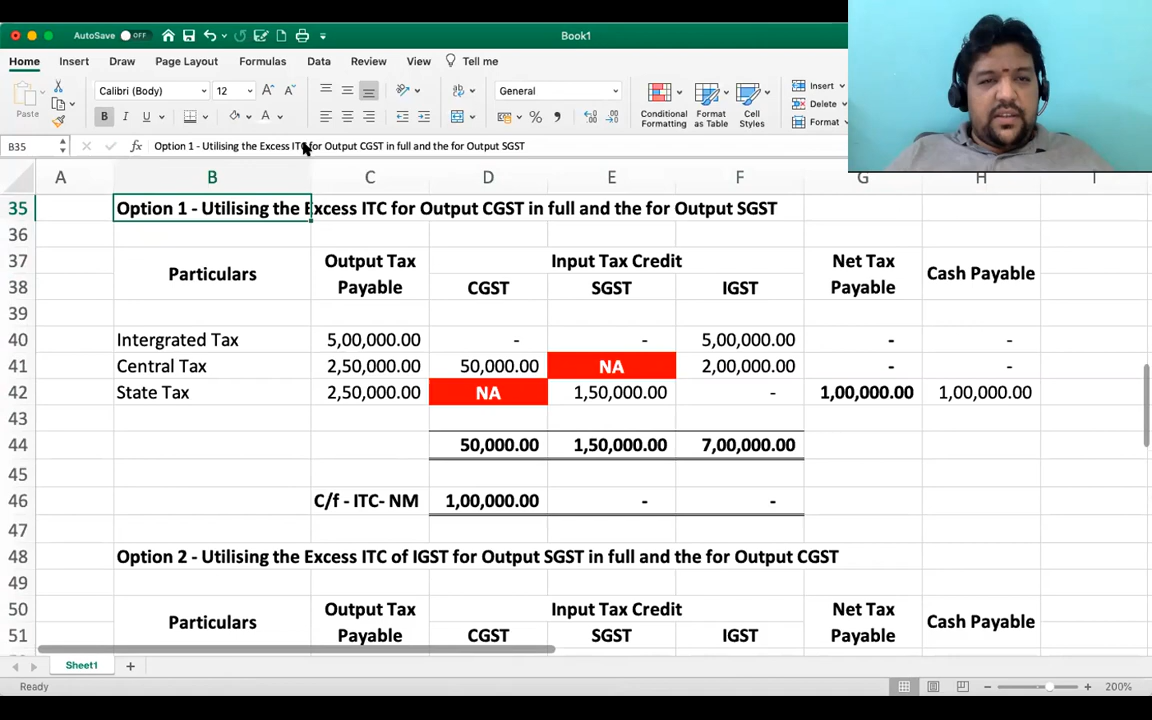 AutoSave OFF Book1
Home Insert Draw Page Layout Formulas Data Review View Tell me
Paste Calibri (Body) 12 A A General Conditional Formatting Format as Table Cell Styles Insert Delete Format
B I U A % 
B35 fx Option 1 - Utilising the Excess ITC for Output CGST in full and the for Output SGST
A B C D E F G H I
35 Option 1 - Utilising the Excess ITC for Output CGST in full and the for Output SGST
36
37 Particulars Output Tax Input Tax Credit Net Tax Cash Payable
38 Payable CGST SGST IGST Payable
39
40 Intergrated Tax 5,00,000.00 - - 5,00,000.00 - -
41 Central Tax 2,50,000.00 50,000.00 NA 2,00,000.00 - -
42 State Tax 2,50,000.00 NA 1,50,000.00 - 1,00,000.00 1,00,000.00
43
44 50,000.00 1,50,000.00 7,00,000.00
45
46 C/f - ITC- NM 1,00,000.00 - -
47
48 Option 2 - Utilising the Excess ITC of IGST for Output SGST in full and the for Output CGST
49
50 Particulars Output Tax Input Tax Credit Net Tax Cash Payable
51 Payable CGST SGST IGST Payable
Sheet1 +
Ready 200%